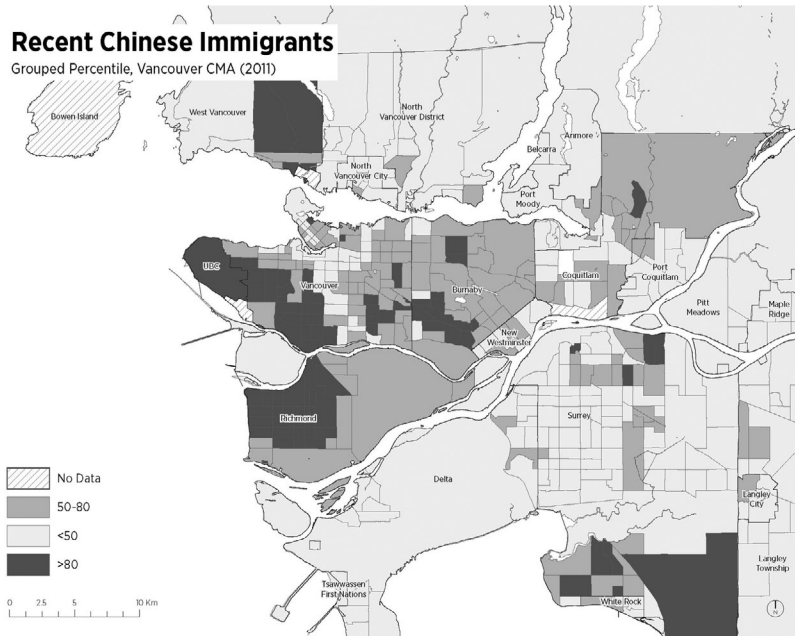 Recent Chinese Immigrants
Grouped Percentile, Vancouver CMA (2011)
Bowen Island
West Vancouver
North
Vancouver District
Anmore
Belcarra
North
Vancouver City
Port
Moody
UBC
Vancouver
Burnaby
Coquitlam
Port
Coquitlam
Pitt
Meadows
Maple
Ridge
New
Westminster
Richmond
Surrey
Delta
Langley
City
Langley
Township
Tsawwassen
First Nations
White Rock
No Data
50-80
<50
>80
0 2.5 5 10 Km
N